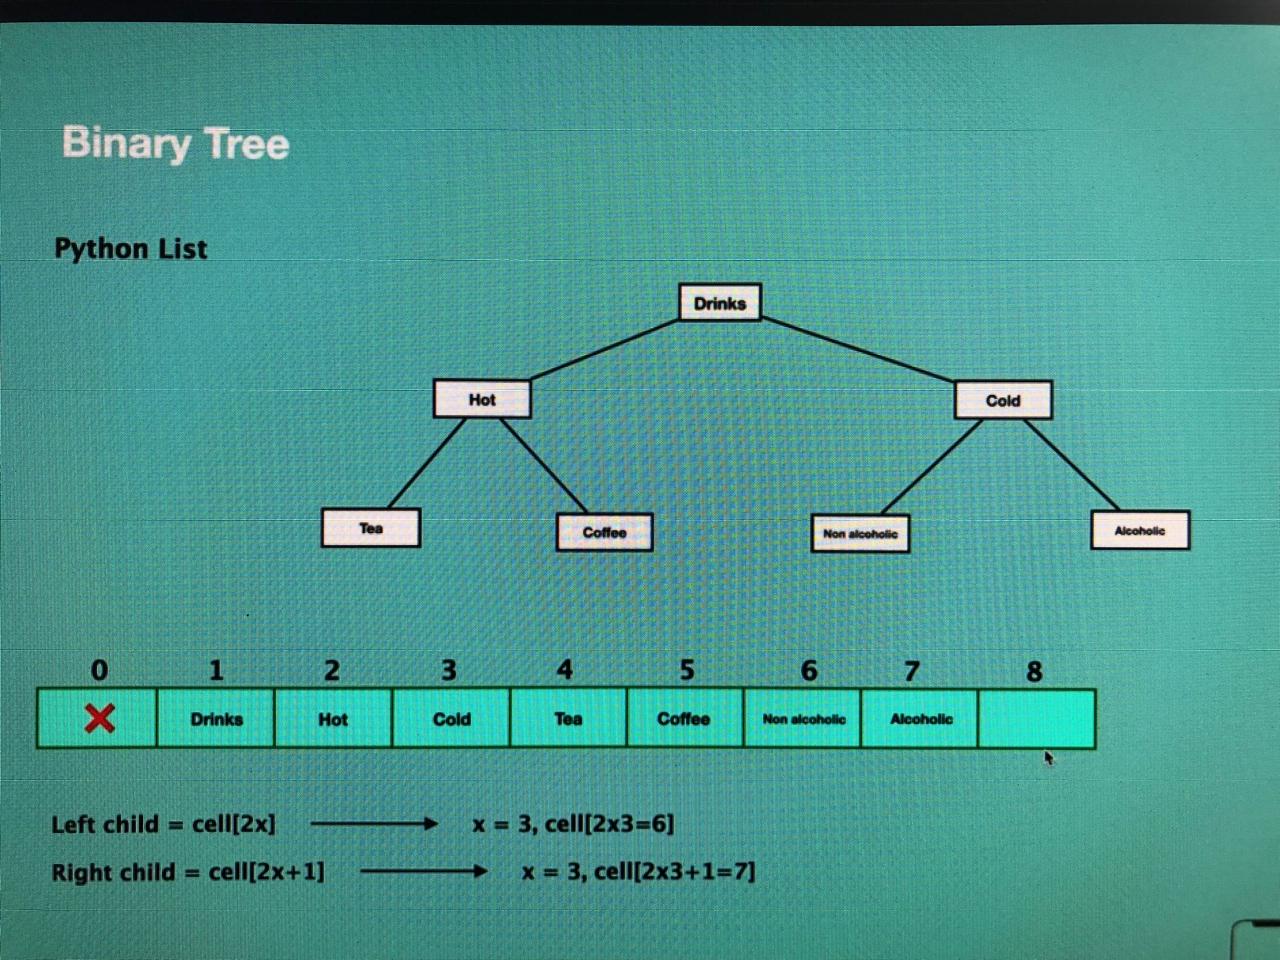 Binary Tree
Python List
Drinks
Hot
Cold
Tea
Coffee
Non alcoholic
Alcoholic
0 1 2 3 4 5 6 7 8
Drinks Hot Cold Tea Coffee Non alcoholic Alcoholic
Left child = cell[2x] x = 3, cell[2x3=6]
Right child = cell[2x+1] x = 3, cell[2x3+1=7]